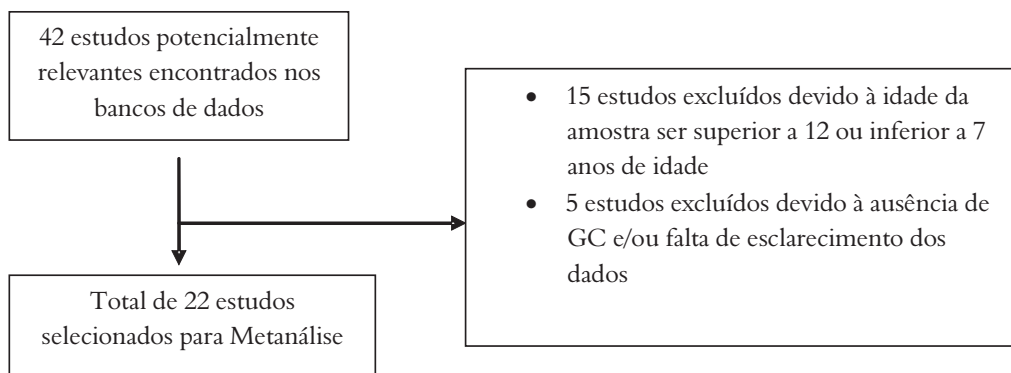 42 estudos potencialmente
relevantes encontrados nos
bancos de dados
• 15 estudos excluídos devido à idade da
amostra ser superior a 12 ou inferior a 7
anos de idade
• 5 estudos excluídos devido à ausência de
GC e/ou falta de esclarecimento dos
dados
Total de 22 estudos
selecionados para Metanálise